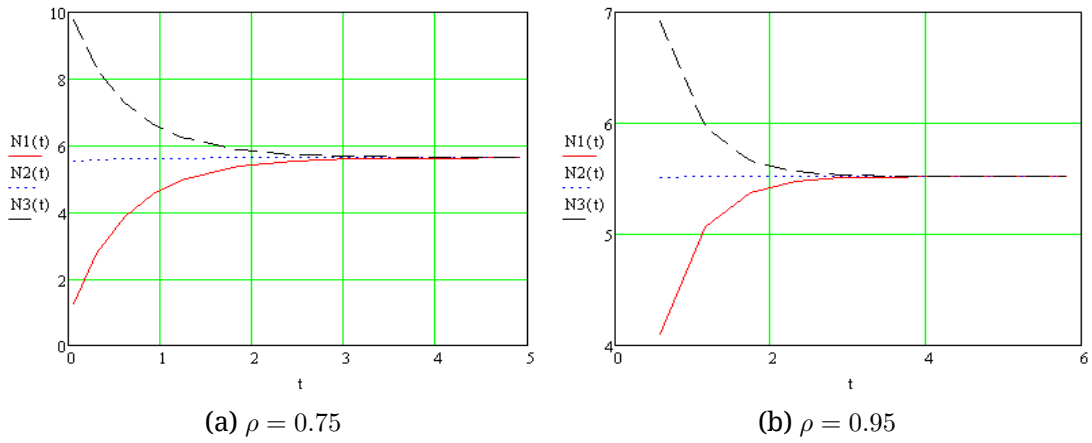 10
8
6
4
2
0
N1(t)
N2(t)
N3(t)
0 1 2 3 4 5
t
(a) ρ = 0.75
7
6
5
4
N1(t)
N2(t)
N3(t)
0 2 4 6
t
(b) ρ = 0.95